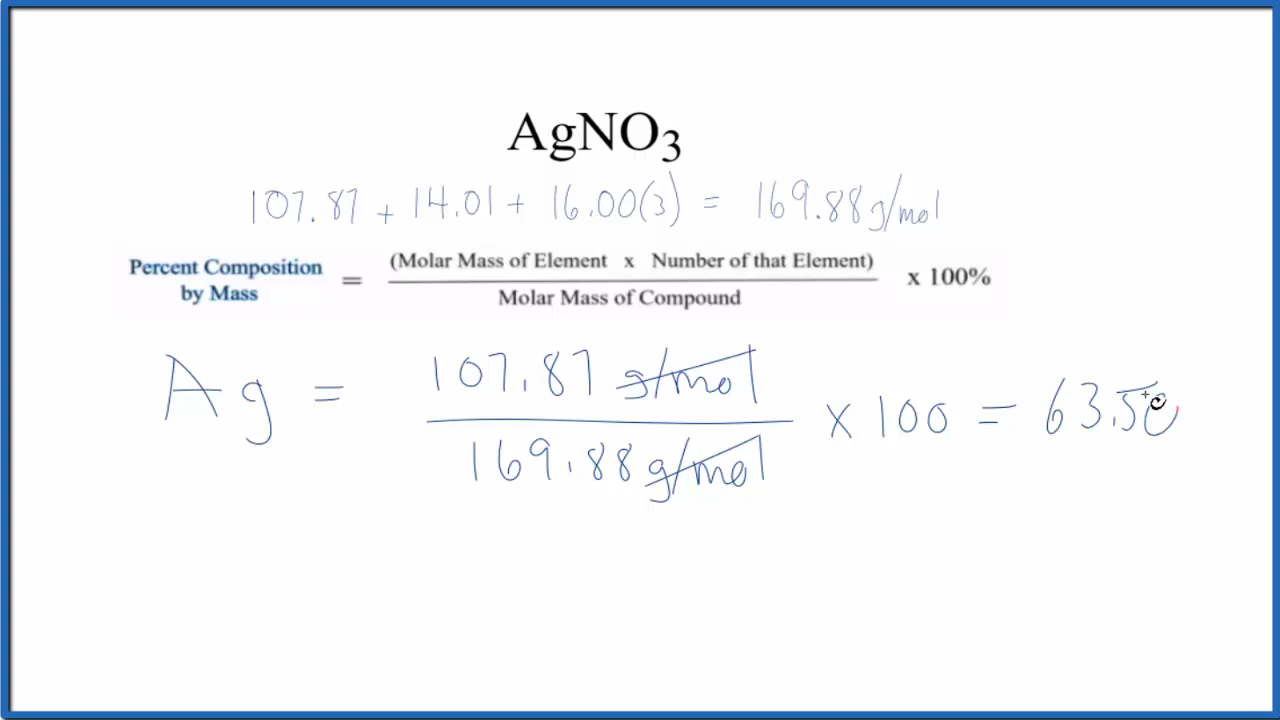 AgNO3
107.87 + 14.01 + 16.00(3) = 169.88 g/mol
Percent Composition by Mass = (Molar Mass of Element x Number of that Element) / Molar Mass of Compound x 100%
Ag = 107.87 g/mol / 169.88 g/mol x 100 = 63.50